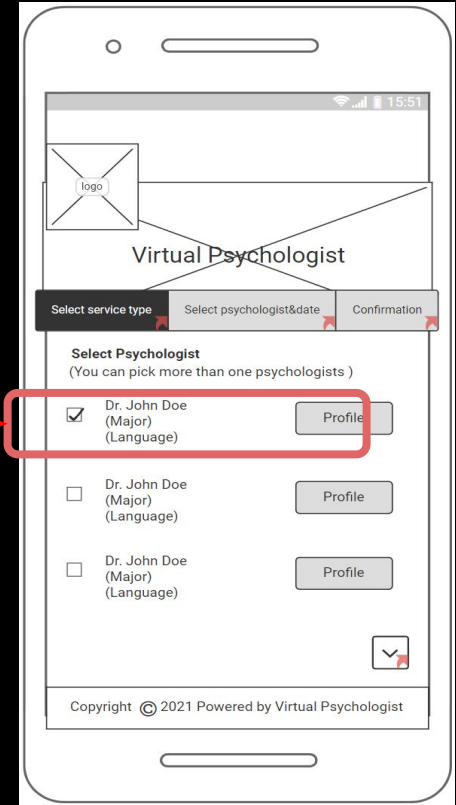 15:51
logo
Virtual Psychologist
Select service type Select psychologist&date Confirmation
Select Psychologist
(You can pick more than one psychologists )
Dr. John Doe
(Major)
(Language)
Profile
Dr. John Doe
(Major)
(Language)
Profile
Dr. John Doe
(Major)
(Language)
Profile
Copyright © 2021 Powered by Virtual Psychologist